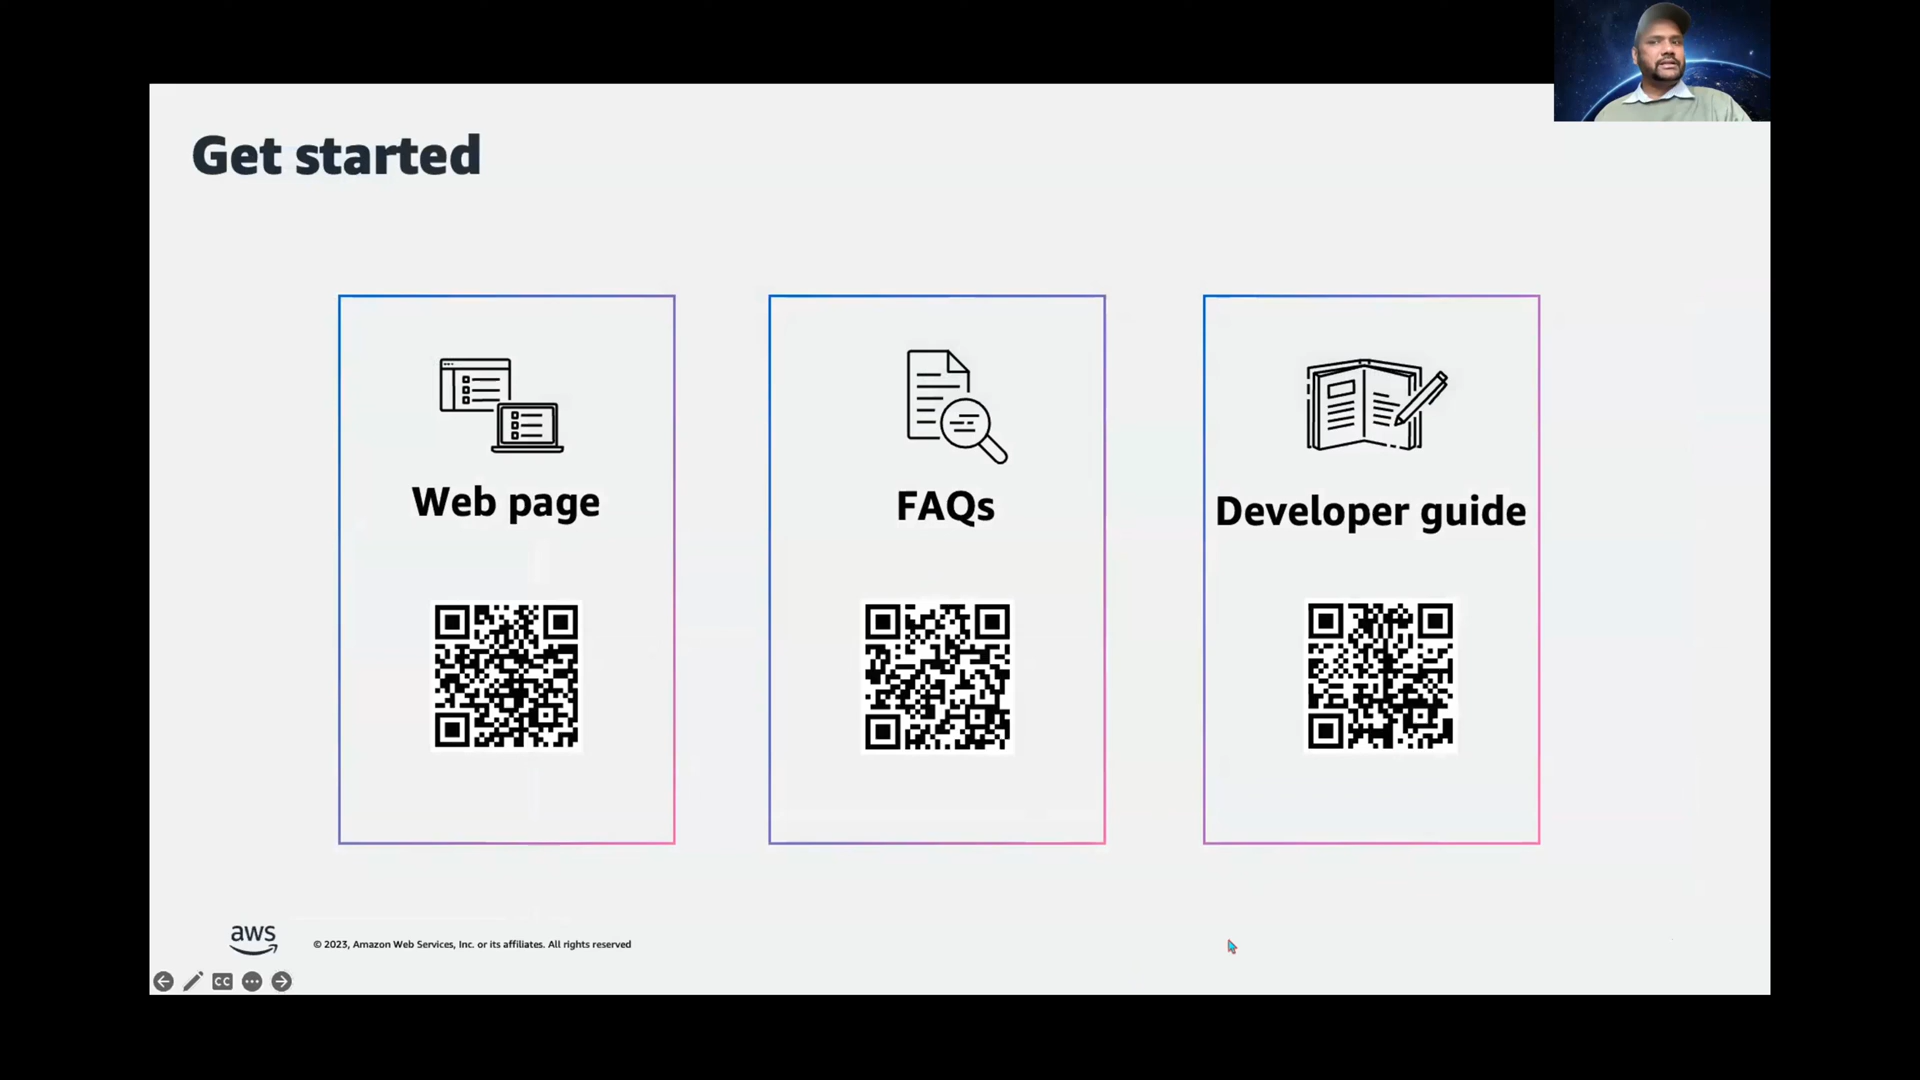 Get started
Web page
FAQs
Developer guide
aws
© 2023, Amazon Web Services, Inc. or its affiliates. All rights reserved
CC